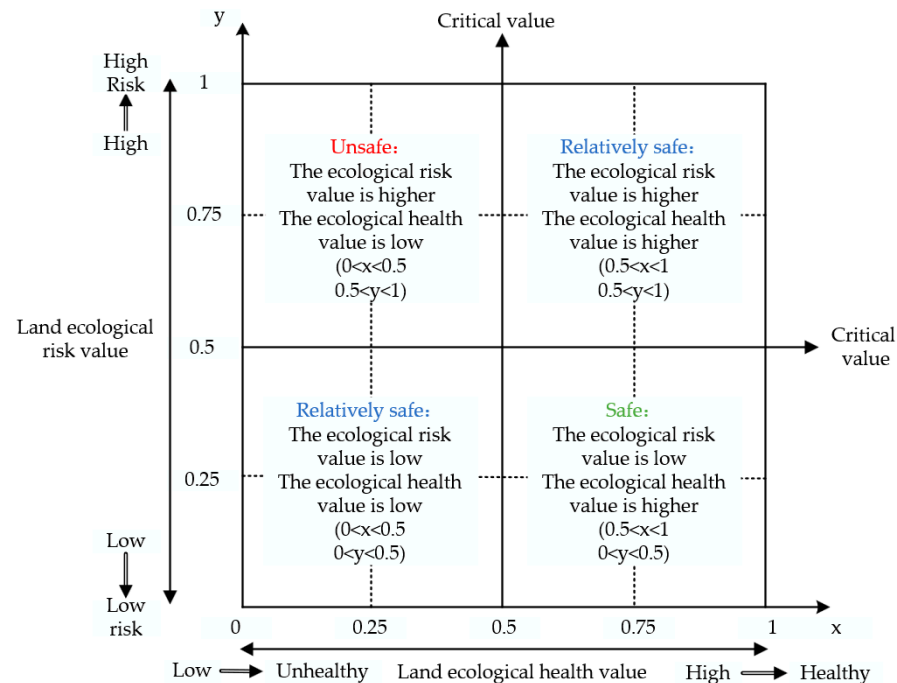 y
Critical value
High
Risk
High
1
Unsafe:
The ecological risk
value is higher
The ecological health
value is low
(0<x<0.5
0.5<y<1)
Relatively safe:
The ecological risk
value is higher
The ecological health
value is higher
(0.5<x<1
0.5<y<1)
0.75
Land ecological
risk value
0.5
Critical
value
Relatively safe:
The ecological risk
value is low
The ecological health
value is low
(0<x<0.5
0<y<0.5)
Safe:
The ecological risk
value is low
The ecological health
value is higher
(0.5<x<1
0<y<0.5)
0.25
Low
Low
risk
0
0.25
0.5
0.75
1
x
Low
Unhealthy
Land ecological health value
High
Healthy